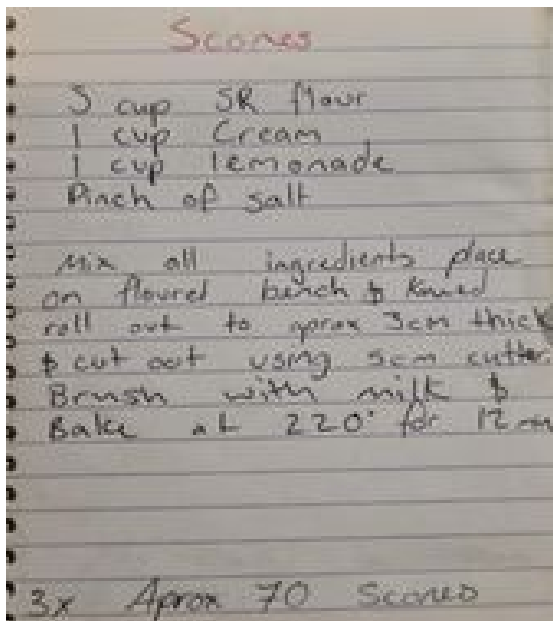 Scones
3 cup SR flour
1 cup Cream
1 cup lemonade
Pinch of salt
Mix all ingredients place
on floured bench & Kneed
roll out to aprox 3cm thick
& cut out using 5cm cutter.
Brush with milk &
Bake at 220° for 12 min
3x Aprox 70 Scones